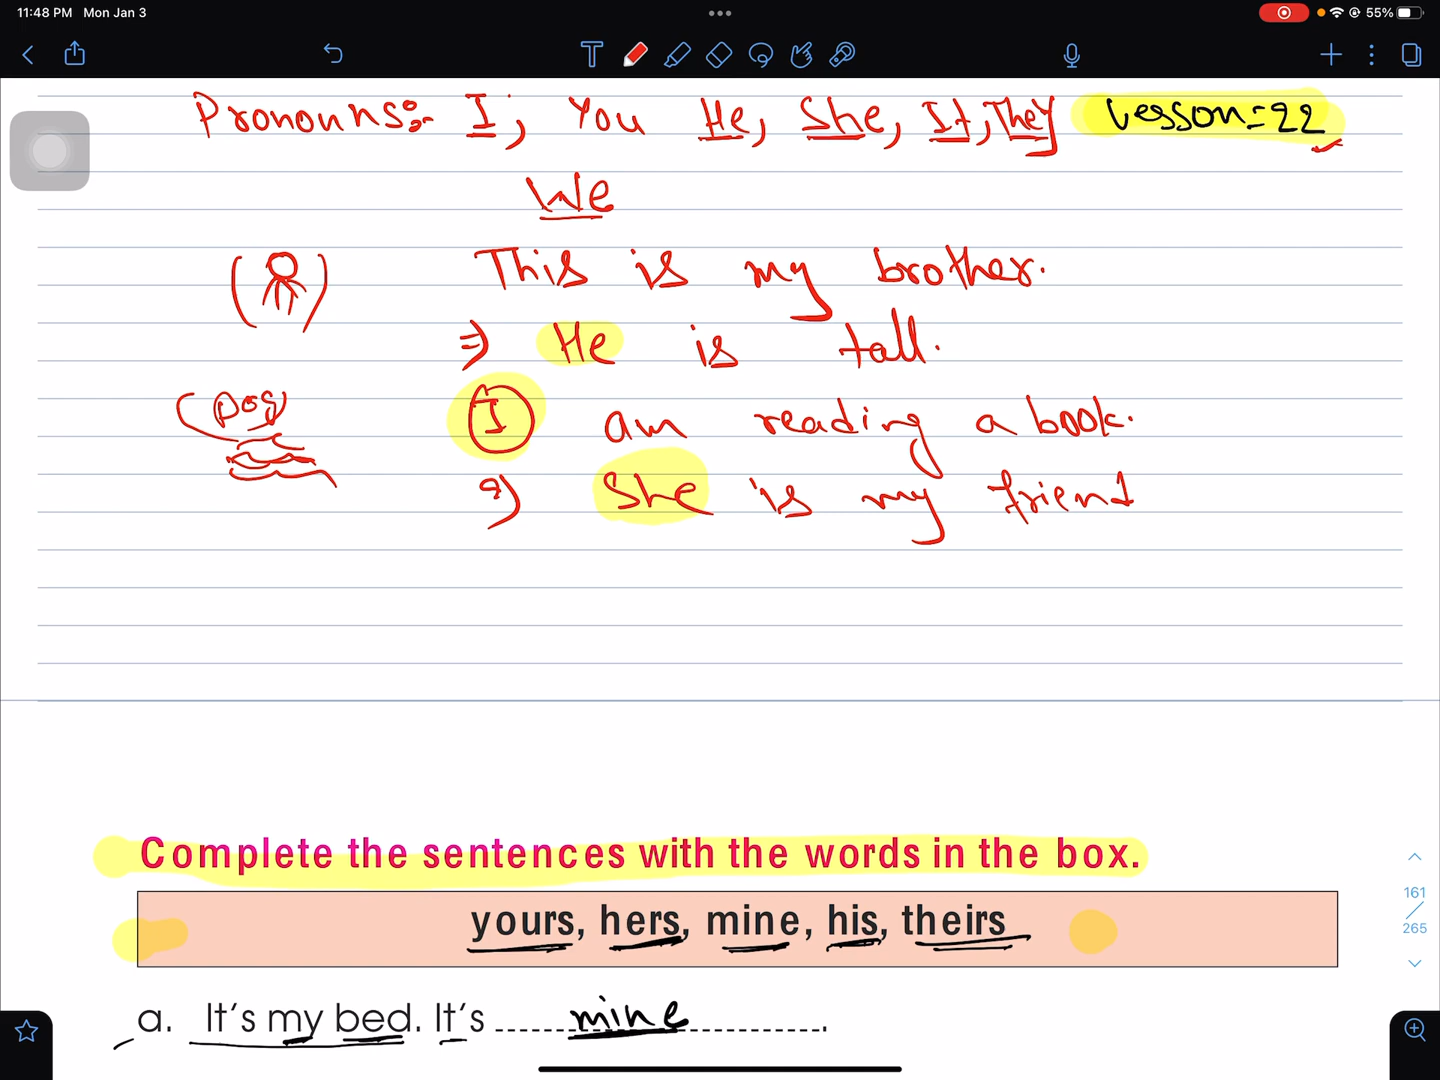 11:48 PM Mon Jan 3
55%
Pronouns:- I, You He, She, It, They Lesson=22
We
This is my brother.
=) He is tall.
(Dog) I am reading a book.
She is my friend
Complete the sentences with the words in the box.
yours, hers, mine, his, theirs
161
265
a. It's my bed. It's ......mine...............